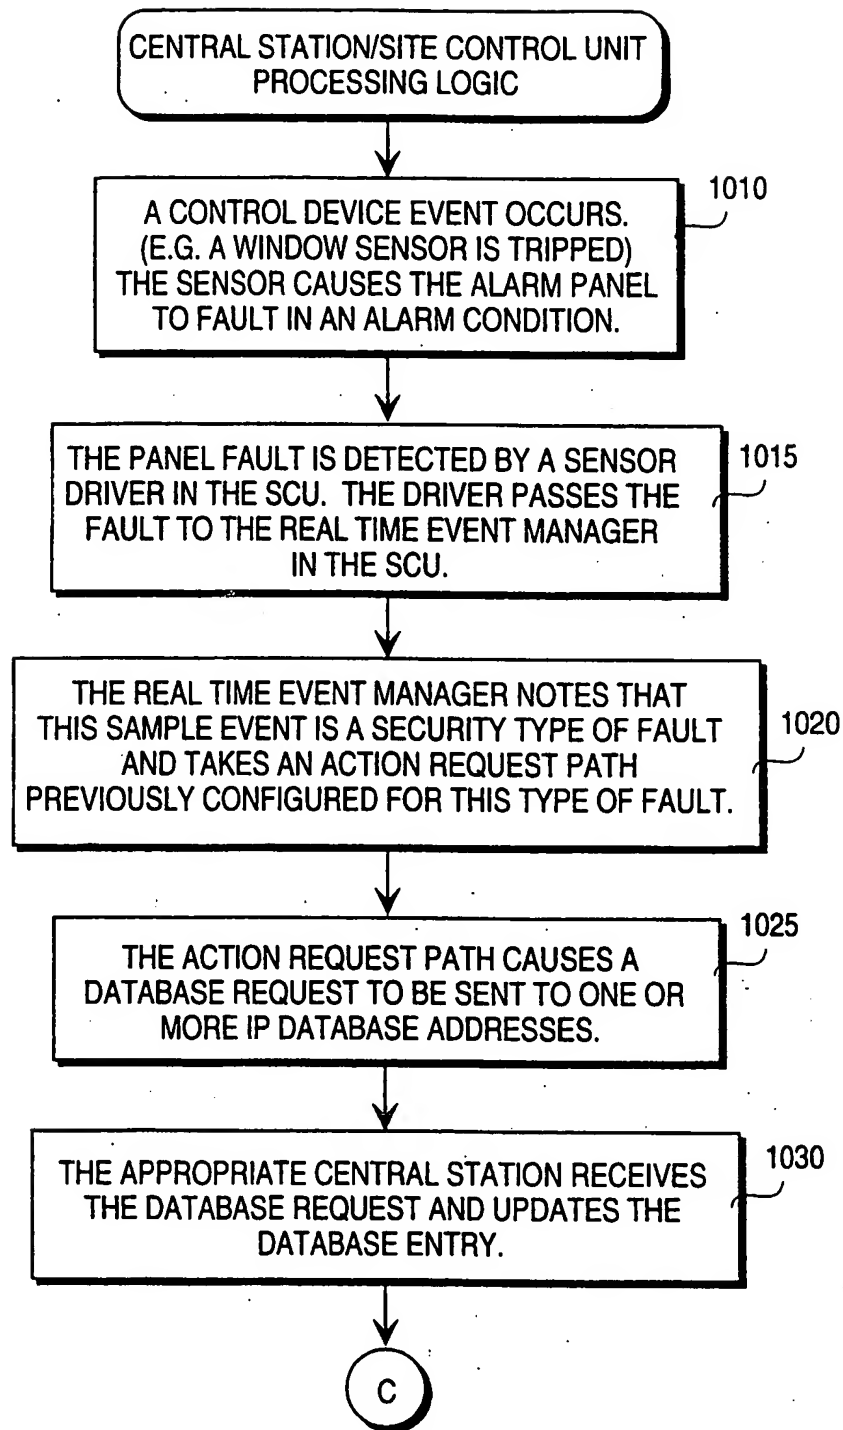 CENTRAL STATION/SITE CONTROL UNIT
PROCESSING LOGIC
1010
A CONTROL DEVICE EVENT OCCURS.
(E.G. A WINDOW SENSOR IS TRIPPED)
THE SENSOR CAUSES THE ALARM PANEL
TO FAULT IN AN ALARM CONDITION.
1015
THE PANEL FAULT IS DETECTED BY A SENSOR
DRIVER IN THE SCU. THE DRIVER PASSES THE
FAULT TO THE REAL TIME EVENT MANAGER
IN THE SCU.
1020
THE REAL TIME EVENT MANAGER NOTES THAT
THIS SAMPLE EVENT IS A SECURITY TYPE OF FAULT
AND TAKES AN ACTION REQUEST PATH
PREVIOUSLY CONFIGURED FOR THIS TYPE OF FAULT.
1025
THE ACTION REQUEST PATH CAUSES A
DATABASE REQUEST TO BE SENT TO ONE OR
MORE IP DATABASE ADDRESSES.
1030
THE APPROPRIATE CENTRAL STATION RECEIVES
THE DATABASE REQUEST AND UPDATES THE
DATABASE ENTRY.
C